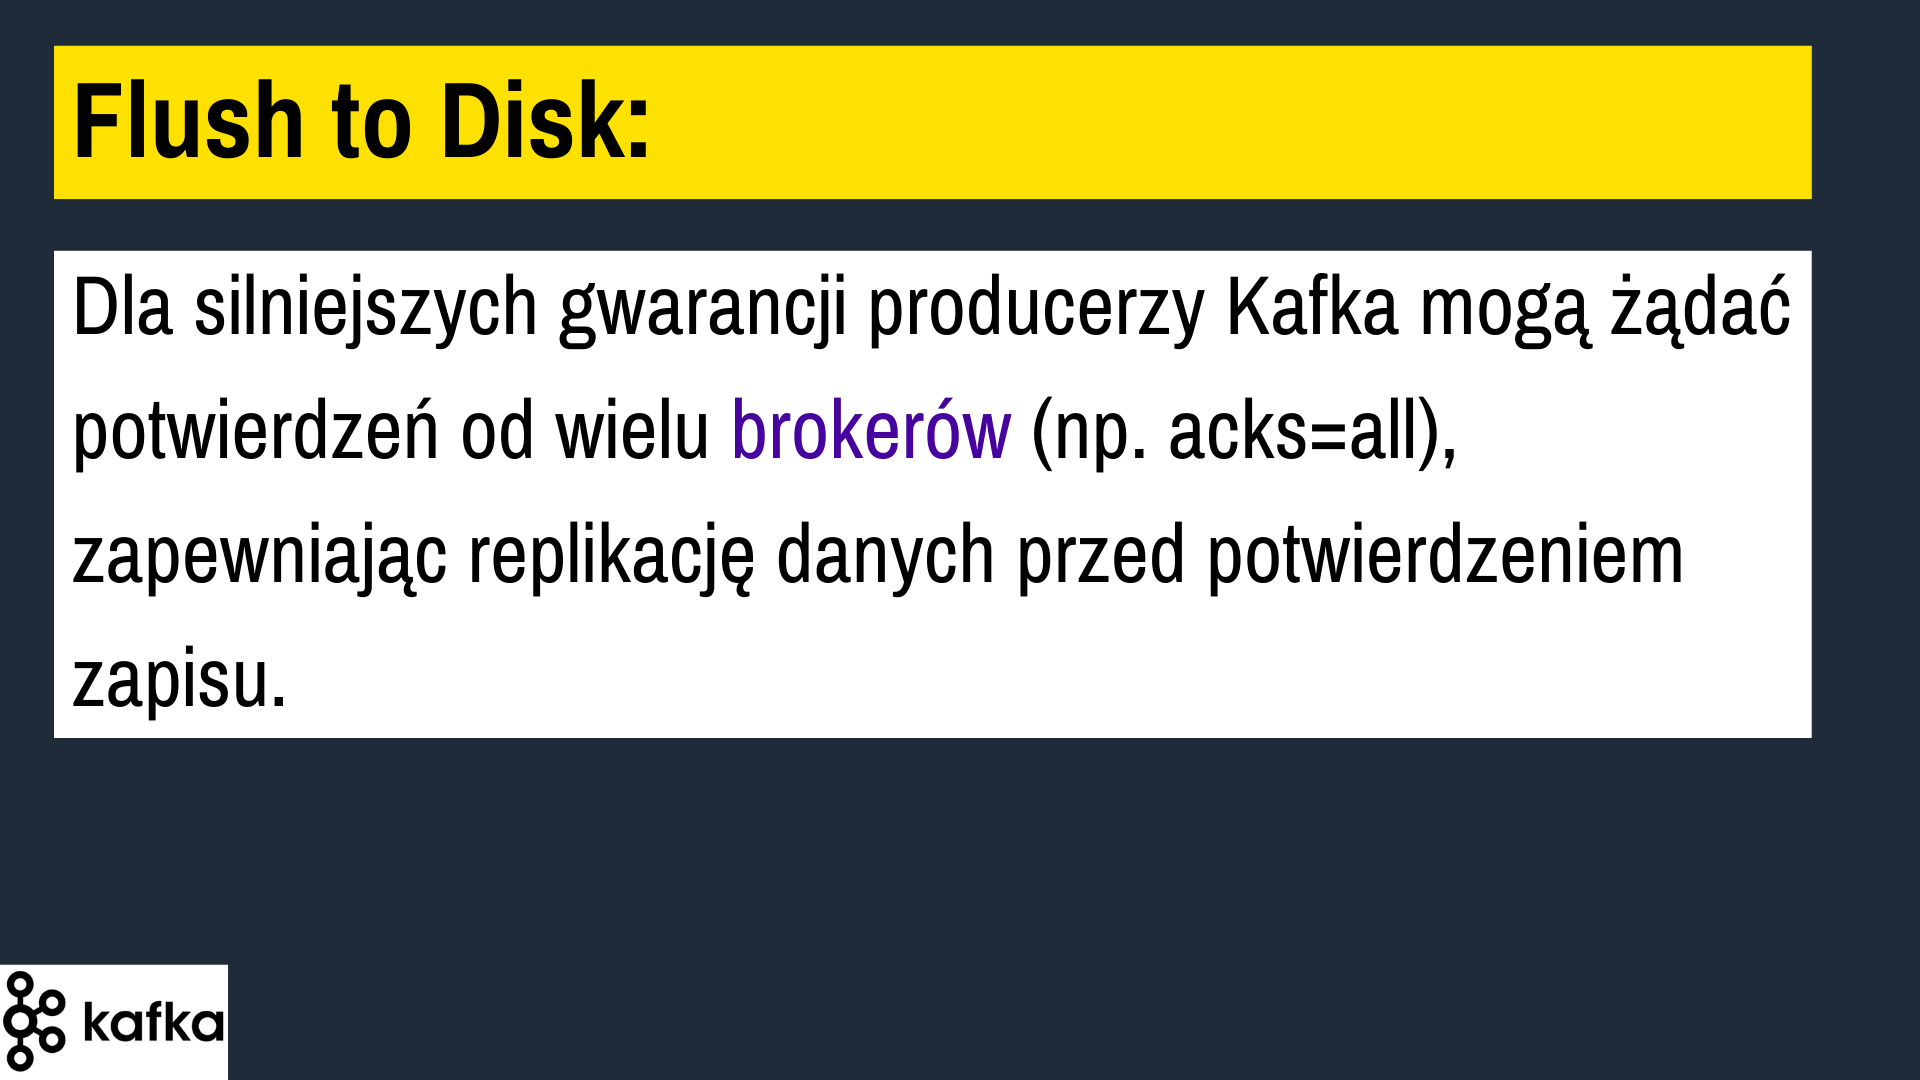 Flush to Disk:
Dla silniejszych gwarancji producerzy Kafka mogą żądać
potwierdzeń od wielu brokerów (np. acks=all),
zapewniając replikację danych przed potwierdzeniem
zapisu.
kafka